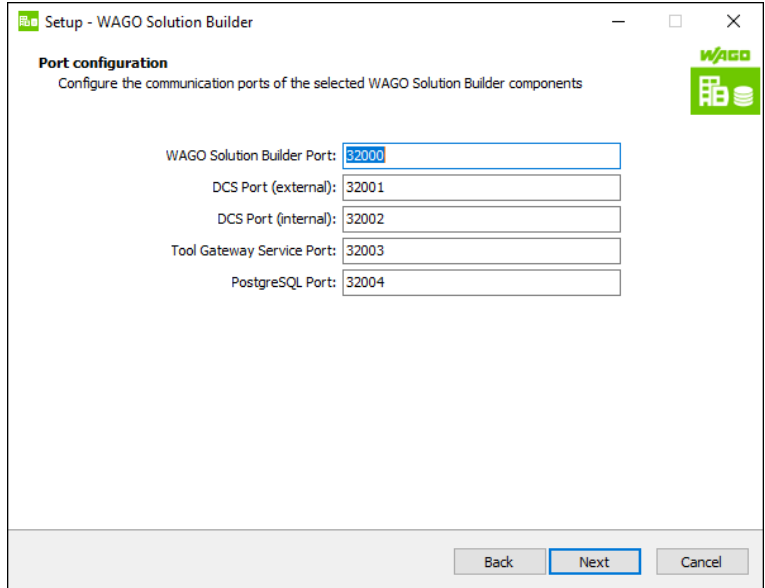 Setup - WAGO Solution Builder
Port configuration
Configure the communication ports of the selected WAGO Solution Builder components
WAGO
WAGO Solution Builder Port: 32000
DCS Port (external): 32001
DCS Port (internal): 32002
Tool Gateway Service Port: 32003
PostgreSQL Port: 32004
Back Next Cancel